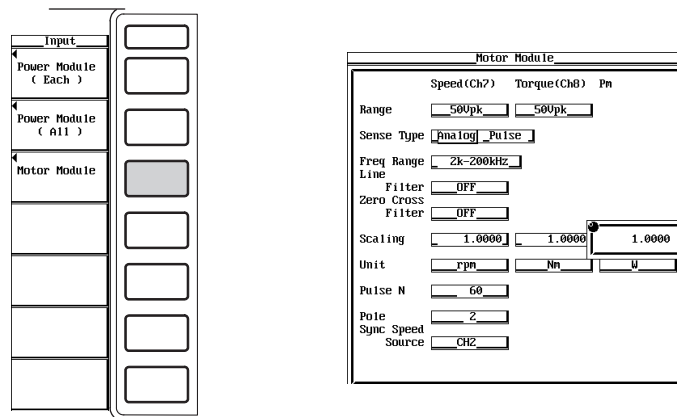 Input
Power Module
( Each )
Power Module
( All )
Motor Module
Motor Module
Speed(Ch7) Torque(Ch8) Pm
Range 50Vpk 50Vpk
Sense Type Analog Pulse
Freq Range 2k-200kHz
Line
Filter OFF
Zero Cross
Filter OFF
Scaling 1.0000 1.0000 1.0000
Unit rpm Nm W
Pulse N 60
Pole 2
Sync Speed
Source CH2